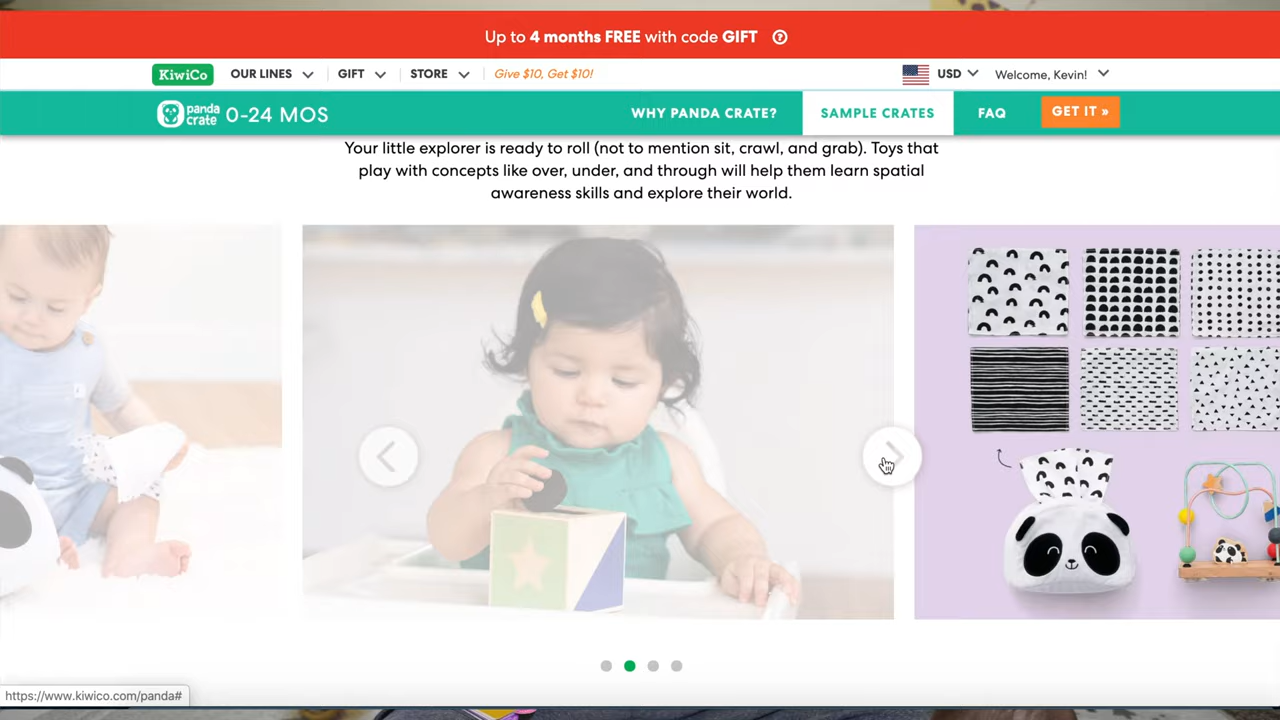 Up to 4 months FREE with code GIFT ?
KiwiCo OUR LINES GIFT STORE Give $10, Get $10! USD Welcome, Kevin!
panda crate 0-24 MOS WHY PANDA CRATE? SAMPLE CRATES FAQ GET IT »
Your little explorer is ready to roll (not to mention sit, crawl, and grab). Toys that
play with concepts like over, under, and through will help them learn spatial
awareness skills and explore their world.
https://www.kiwico.com/panda#